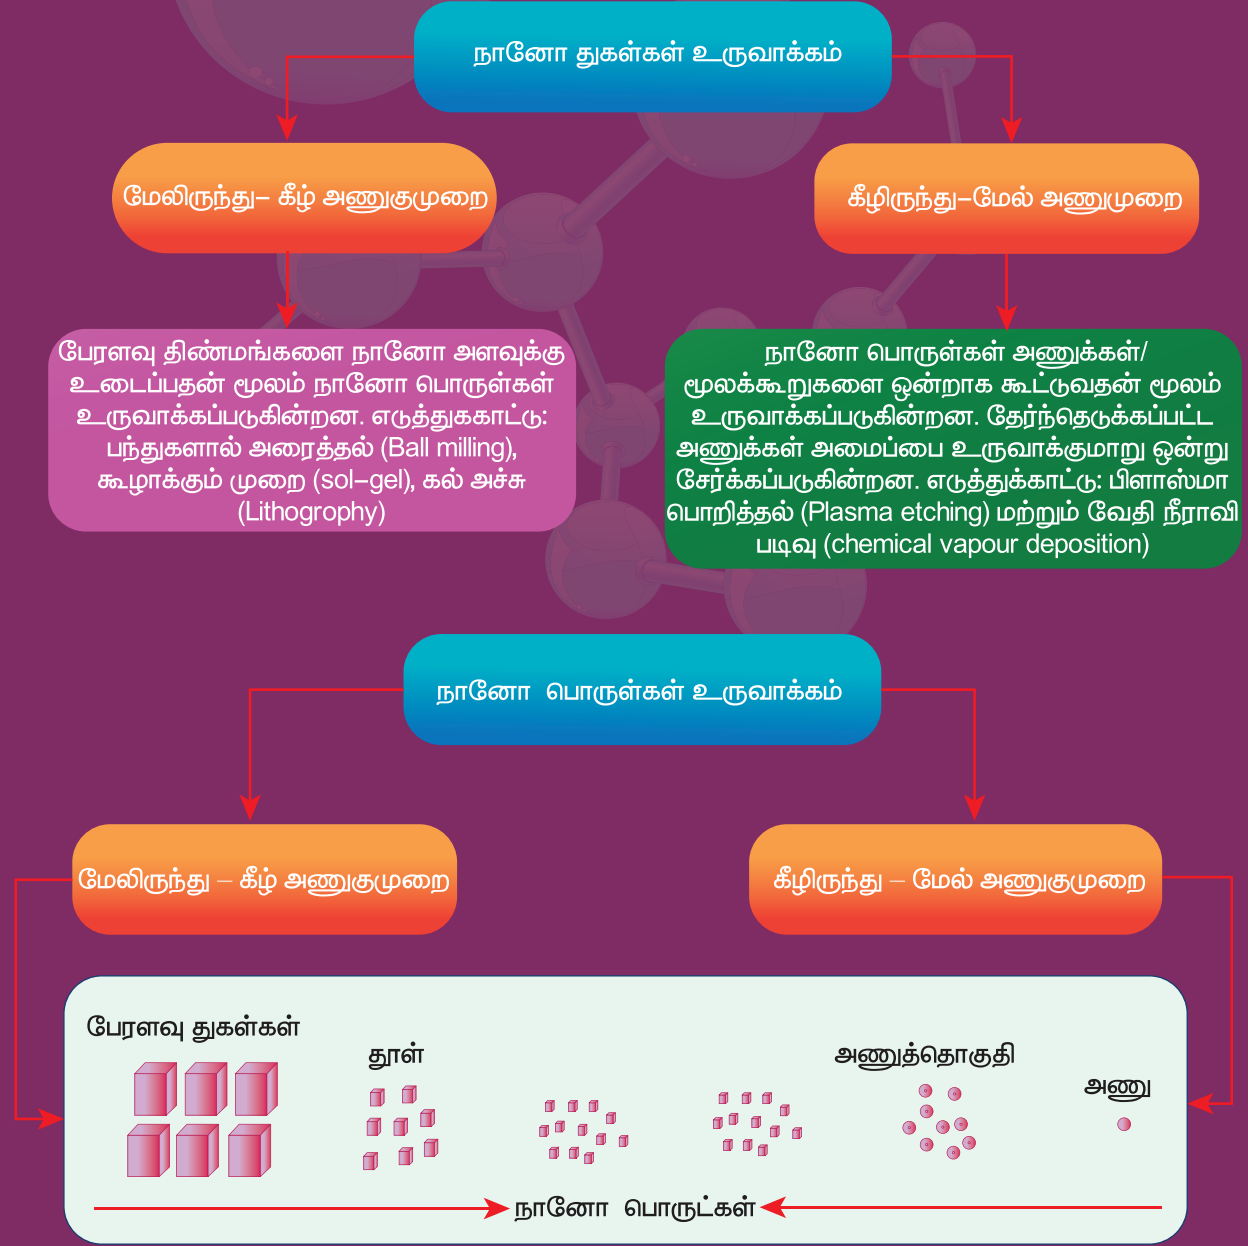 நானோ துகள்கள் உருவாக்கம்
மேலிருந்து– கீழ் அணுகுமுறை
கீழிருந்து–மேல் அணுமுறை
பேரளவு திண்மங்களை நானோ அளவுக்கு
உடைப்பதன் மூலம் நானோ பொருள்கள்
உருவாக்கப்படுகின்றன. எடுத்துககாட்டு:
பந்துகளால் அரைத்தல் (Ball milling),
கூழாக்கும் முறை (sol–gel), கல் அச்சு
(Lithogrophy)
நானோ பொருள்கள் அணுக்கள்/
மூலக்கூறுகளை ஒன்றாக கூட்டுவதன் மூலம்
உருவாக்கப்படுகின்றன. தேர்ந்தெடுக்கப்பட்ட
அணுக்கள் அமைப்பை உருவாக்குமாறு ஒன்று
சேர்க்கப்படுகின்றன. எடுத்துக்காட்டு: பிளாஸ்மா
பொறித்தல் (Plasma etching) மற்றும் வேதி நீராவி
படிவு (chemical vapour deposition)
நானோ பொருள்கள் உருவாக்கம்
மேலிருந்து – கீழ் அணுகுமுறை
கீழிருந்து – மேல் அணுகுமுறை
பேரளவு துகள்கள்
தூள்
அணுத்தொகுதி
அணு
நானோ பொருட்கள்